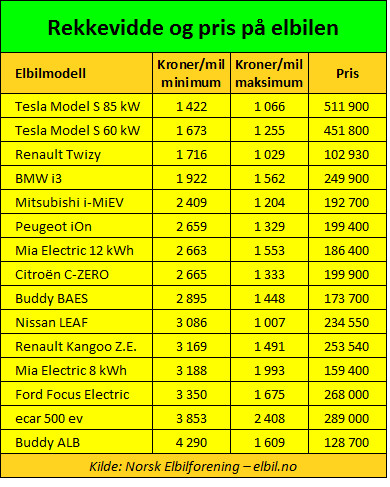 Rekkevidde og pris på elbilen
Elbilmodell Kroner/mil minimum Kroner/mil maksimum Pris
Tesla Model S 85 kW 1 422 1 066 511 900
Tesla Model S 60 kW 1 673 1 255 451 800
Renault Twizy 1 716 1 029 102 930
BMW i3 1 922 1 562 249 900
Mitsubishi i-MiEV 2 409 1 204 192 700
Peugeot iOn 2 659 1 329 199 400
Mia Electric 12 kWh 2 663 1 553 186 400
Citroën C-ZERO 2 665 1 333 199 900
Buddy BAES 2 895 1 448 173 700
Nissan LEAF 3 086 1 007 234 550
Renault Kangoo Z.E. 3 169 1 491 253 540
Mia Electric 8 kWh 3 188 1 993 159 400
Ford Focus Electric 3 350 1 675 268 000
ecar 500 ev 3 853 2 408 289 000
Buddy ALB 4 290 1 609 128 700
Kilde: Norsk Elbilforening – elbil.no